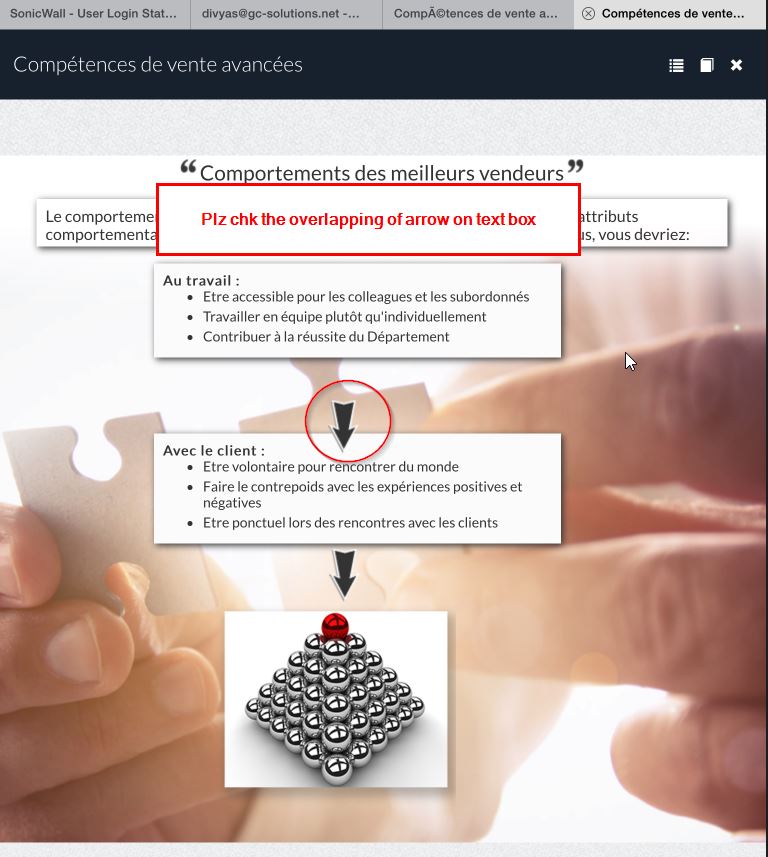 SonicWall - User Login Stat...
divyas@gc-solutions.net -...
CompÃ©tences de vente a...
Compétences de vente...
Compétences de vente avancées
“ Comportements des meilleurs vendeurs ”
Le comporteme
attributs
comportementa
us, vous devriez:
Plz chk the overlapping of arrow on text box
Au travail :
• Etre accessible pour les colleagues et les subordonnés
• Travailler en équipe plutôt qu'individuellement
• Contribuer à la réussite du Département
Avec le client :
• Etre volontaire pour rencontrer du monde
• Faire le contrepoids avec les expériences positives et
négatives
• Etre ponctuel lors des rencontres avec les clients